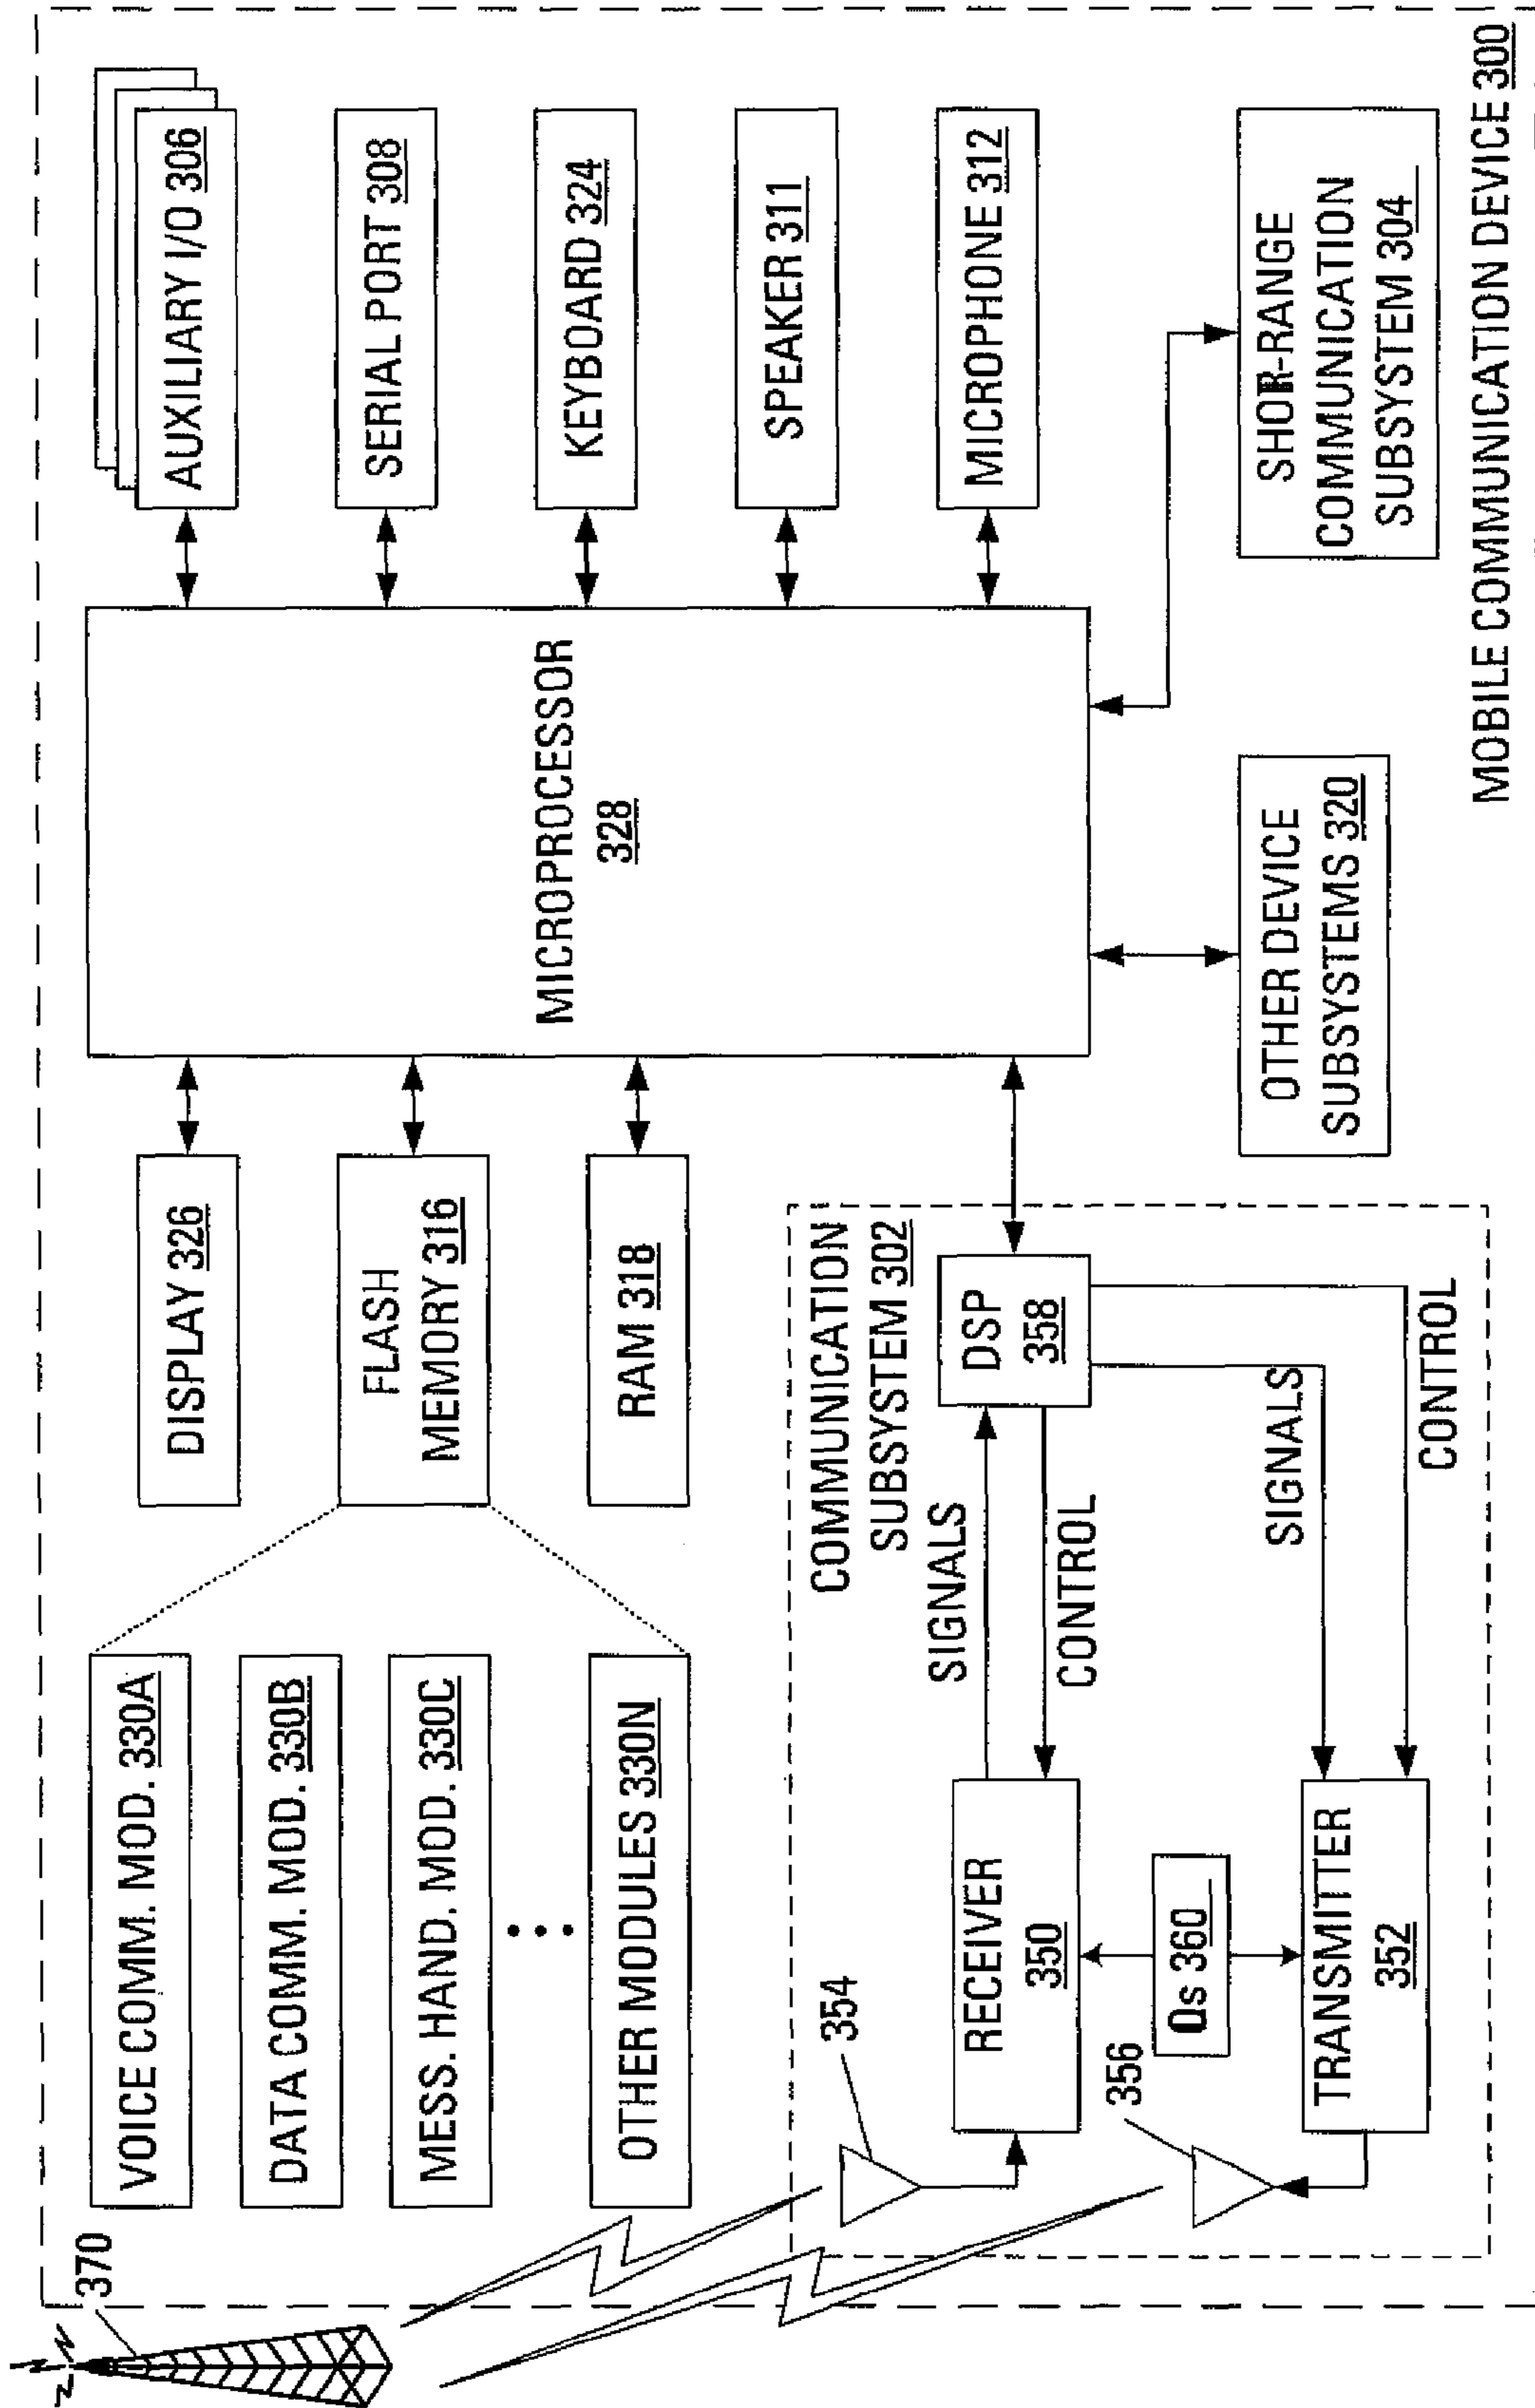 370
VOICE COMM. MOD. 330A
DATA COMM. MOD. 330B
MESS. HAND. MOD. 330C
OTHER MODULES 330N
DISPLAY 326
FLASH
MEMORY 316
RAM 318
MICROPROCESSOR
328
AUXILIARY I/O 306
SERIAL PORT 308
KEYBOARD 324
SPEAKER 311
MICROPHONE 312
COMMUNICATION
SUBSYSTEM 302
354
RECEIVER
350
SIGNALS
CONTROL
DSP
358
356
TRANSMITTER
352
SIGNALS
CONTROL
360
OTHER DEVICE
SUBSYSTEMS 320
SHOR-RANGE
COMMUNICATION
SUBSYSTEM 304
MOBILE COMMUNICATION DEVICE 300